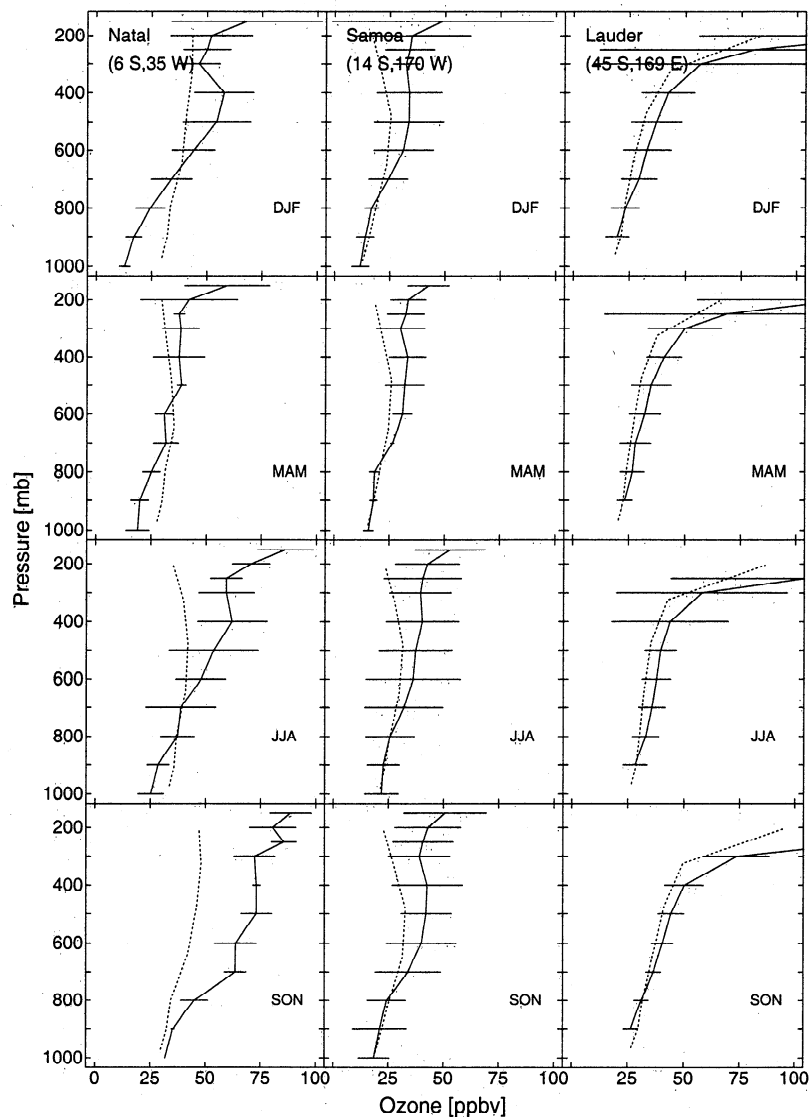 Natal
(6 S,35 W)
Samoa
(14 S,170 W)
Lauder
(45 S,169 E)
200
400
600
800
1000
DJF
DJF
DJF
200
400
600
800
1000
MAM
MAM
MAM
200
400
600
800
1000
JJA
JJA
JJA
200
400
600
800
1000
SON
SON
SON
Pressure [mb]
0 25 50 75 100 0 25 50 75 100 0 25 50 75 100
Ozone [ppbv]